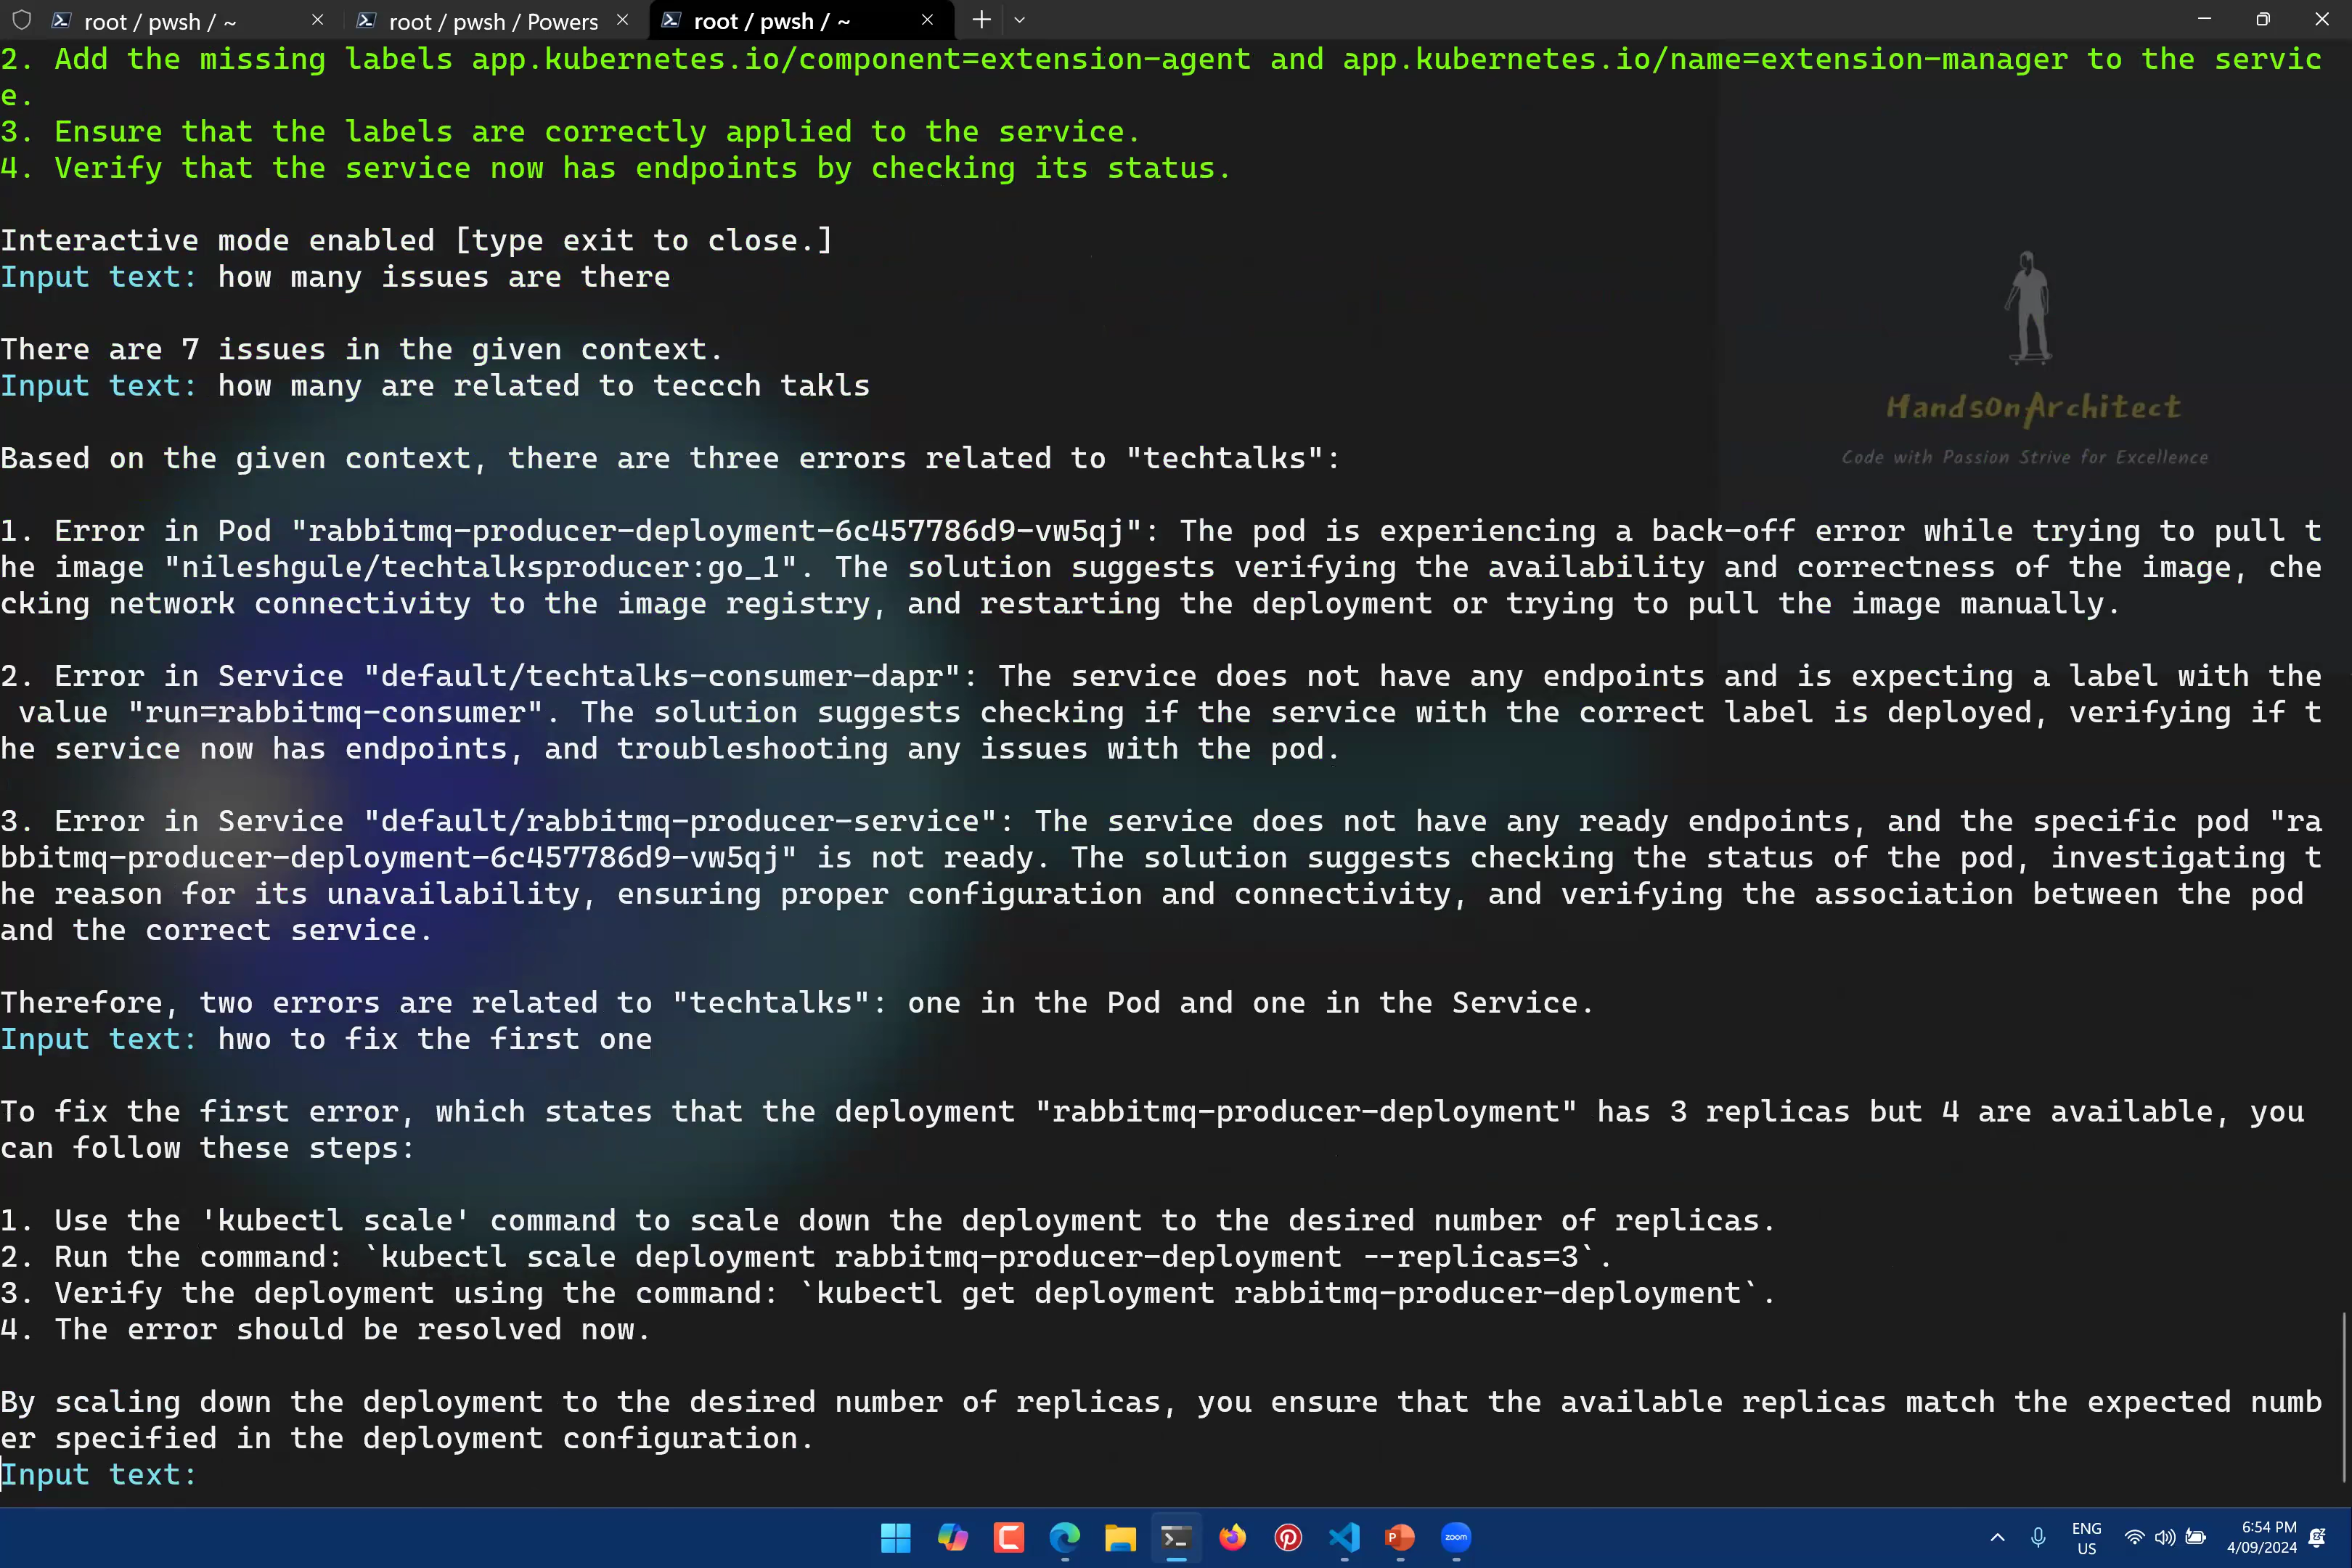 root / pwsh / ~
root / pwsh / Powers
root / pwsh / ~
2. Add the missing labels app.kubernetes.io/component=extension-agent and app.kubernetes.io/name=extension-manager to the servic
e.
3. Ensure that the labels are correctly applied to the service.
4. Verify that the service now has endpoints by checking its status.
Interactive mode enabled [type exit to close.]
Input text: how many issues are there
There are 7 issues in the given context.
Input text: how many are related to teccch takls
HandsOnArchitect
Code with Passion Strive for Excellence
Based on the given context, there are three errors related to "techtalks":
1. Error in Pod "rabbitmq-producer-deployment-6c457786d9-vw5qj": The pod is experiencing a back-off error while trying to pull t
he image "nileshgule/techtalksproducer:go_1". The solution suggests verifying the availability and correctness of the image, che
cking network connectivity to the image registry, and restarting the deployment or trying to pull the image manually.
2. Error in Service "default/techtalks-consumer-dapr": The service does not have any endpoints and is expecting a label with the
 value "run=rabbitmq-consumer". The solution suggests checking if the service with the correct label is deployed, verifying if t
he service now has endpoints, and troubleshooting any issues with the pod.
3. Error in Service "default/rabbitmq-producer-service": The service does not have any ready endpoints, and the specific pod "ra
bbitmq-producer-deployment-6c457786d9-vw5qj" is not ready. The solution suggests checking the status of the pod, investigating t
he reason for its unavailability, ensuring proper configuration and connectivity, and verifying the association between the pod
and the correct service.
Therefore, two errors are related to "techtalks": one in the Pod and one in the Service.
Input text: hwo to fix the first one
To fix the first error, which states that the deployment "rabbitmq-producer-deployment" has 3 replicas but 4 are available, you
can follow these steps:
1. Use the 'kubectl scale' command to scale down the deployment to the desired number of replicas.
2. Run the command: `kubectl scale deployment rabbitmq-producer-deployment --replicas=3`.
3. Verify the deployment using the command: `kubectl get deployment rabbitmq-producer-deployment`.
4. The error should be resolved now.
By scaling down the deployment to the desired number of replicas, you ensure that the available replicas match the expected numb
er specified in the deployment configuration.
Input text:
zoom
ENG
US
6:54 PM
4/09/2024